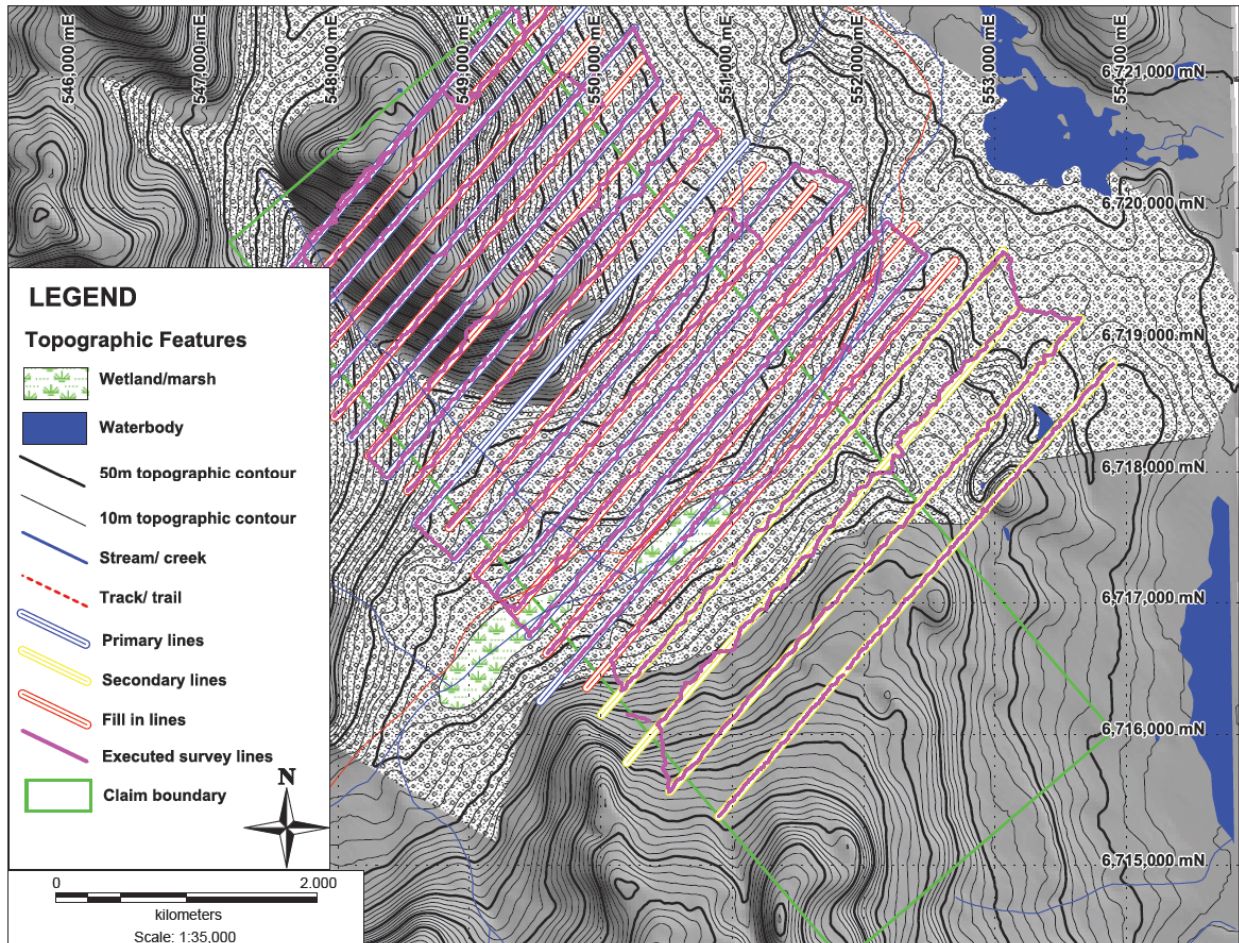 546,000 mE
547,000 mE
548,000 mE
549,000 mE
550,000 mE
551,000 mE
552,000 mE
553,000 mE
553,000 mE
6,721,000 mN
6,720,000 mN
6,719,000 mN
6,718,000 mN
6,717,000 mN
6,716,000 mN
6,715,000 mN
LEGEND
Topographic Features
Wetland/marsh
Waterbody
50m topographic contour
10m topographic contour
Stream/ creek
Track/ trail
Primary lines
Secondary lines
Fill in lines
Executed survey lines
Claim boundary
N
0 2.000
kilometers
Scale: 1:35,000